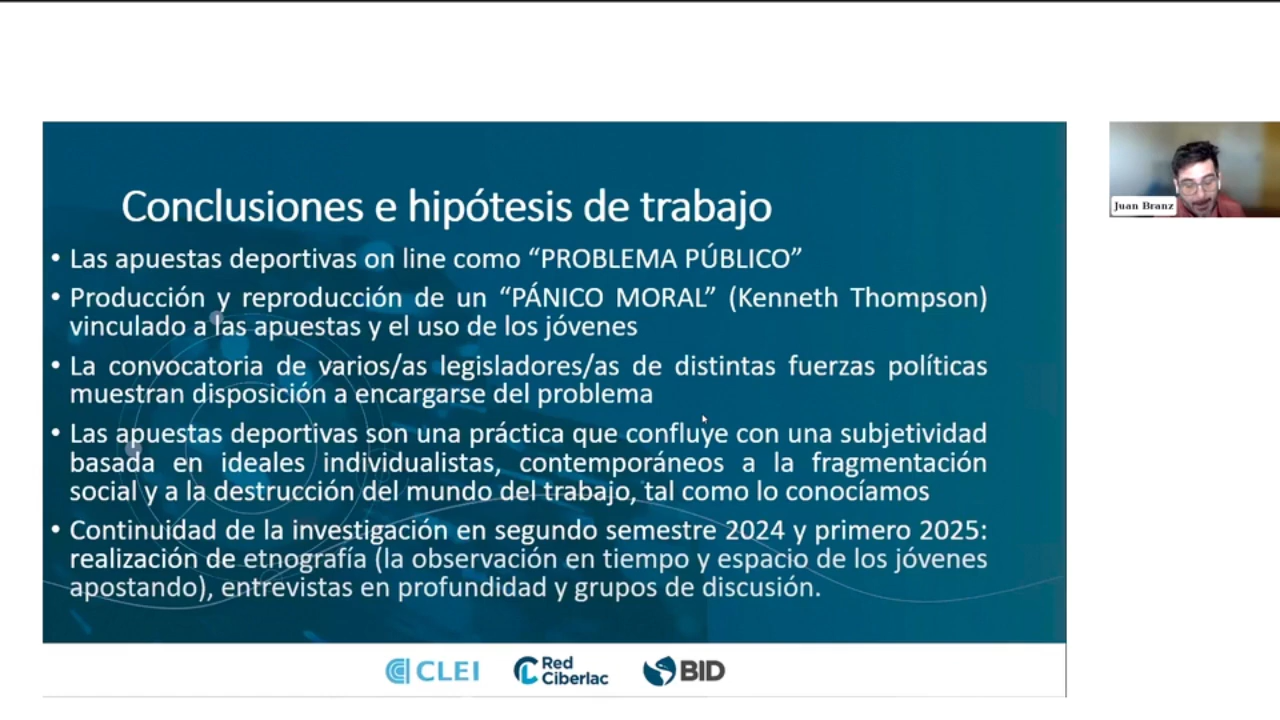 Conclusiones e hipótesis de trabajo
• Las apuestas deportivas on line como “PROBLEMA PÚBLICO”
• Producción y reproducción de un “PÁNICO MORAL” (Kenneth Thompson)
vinculado a las apuestas y el uso de los jóvenes
• La convocatoria de varios/as legisladores/as de distintas fuerzas políticas
muestran disposición a encargarse del problema
• Las apuestas deportivas son una práctica que confluye con una subjetividad
basada en ideales individualistas, contemporáneos a la fragmentación
social y a la destrucción del mundo del trabajo, tal como lo conocíamos
• Continuidad de la investigación en segundo semestre 2024 y primero 2025:
realización de etnografía (la observación en tiempo y espacio de los jóvenes
apostando), entrevistas en profundidad y grupos de discusión.
CLEI
Red
Ciberlac
BID
Juan Branz